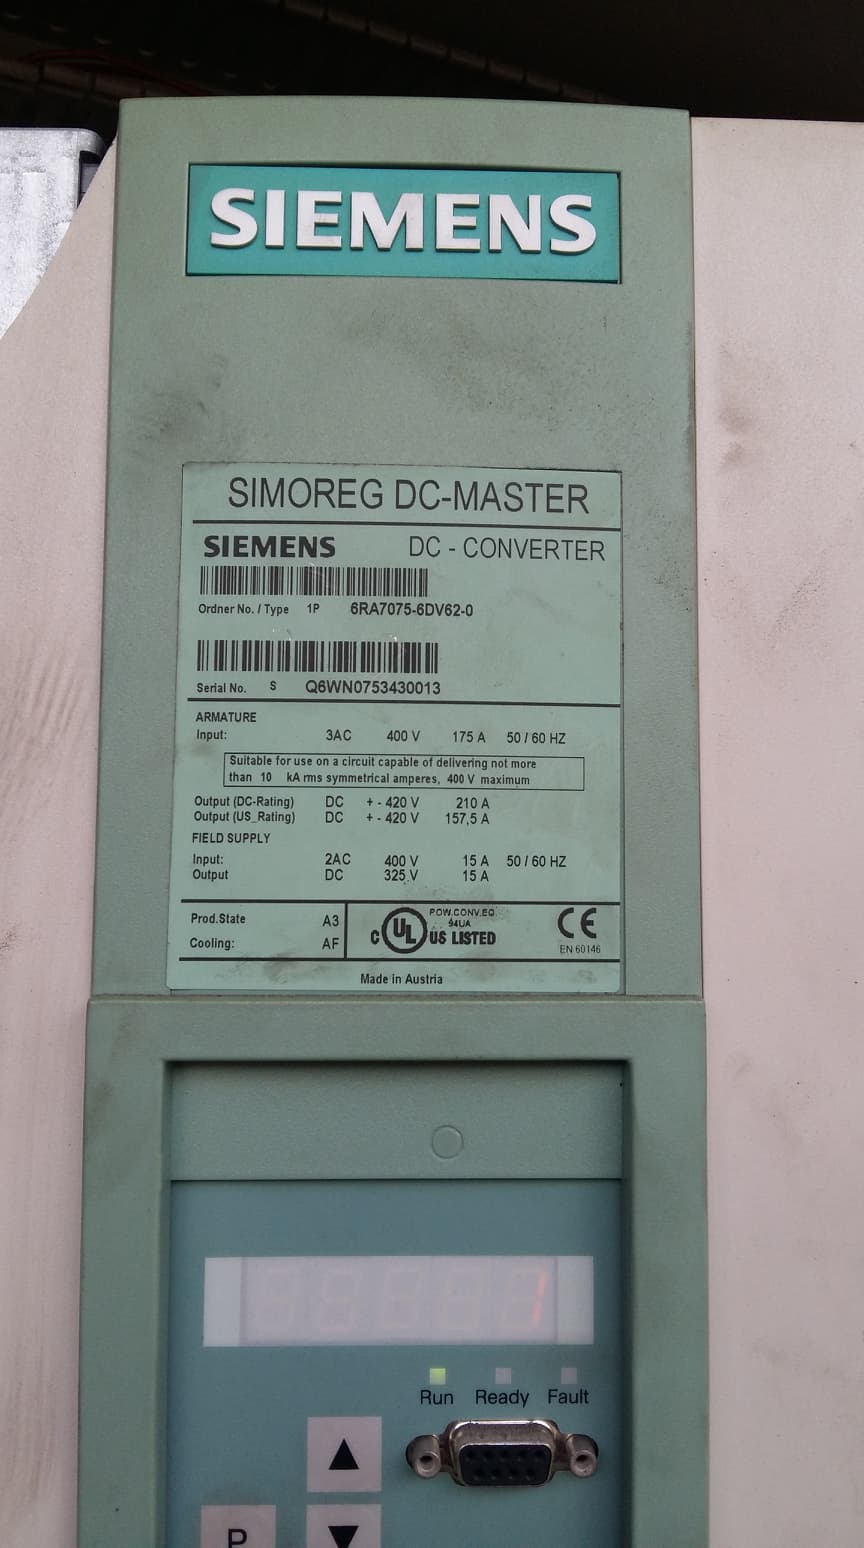 SIEMENS
SIMOREG DC-MASTER
SIEMENS DC - CONVERTER
Ordner No. / Type 1P 6RA7075-6DV62-0
Serial No. S Q6WN0753430013
ARMATURE
Input: 3AC 400 V 175 A 50 / 60 HZ
Suitable for use on a circuit capable of delivering not more
than 10 kA rms symmetrical amperes, 400 V maximum
Output (DC-Rating) DC + - 420 V 210 A
Output (US_Rating) DC + - 420 V 157,5 A
FIELD SUPPLY
Input: 2AC 400 V 15 A 50 / 60 HZ
Output DC 325 V 15 A
Prod.State A3
Cooling: AF
POW.CONV.EQ.
94UA
C UL US LISTED
CE
EN 60146
Made in Austria
Run Ready Fault
P